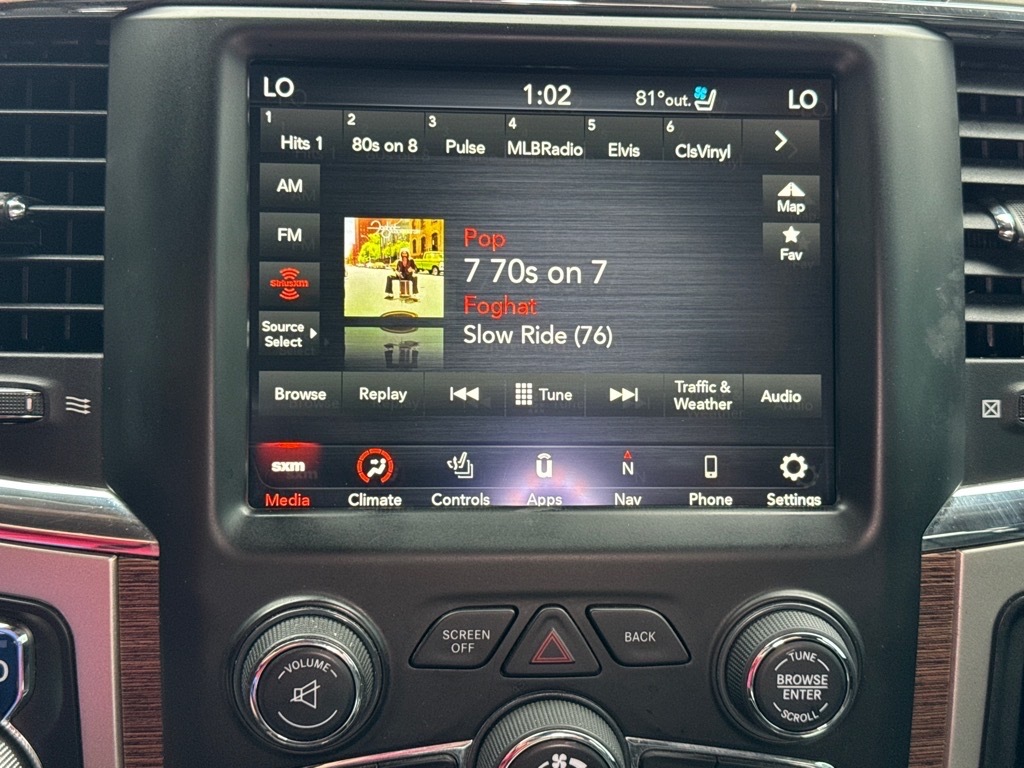 LO
1:02
81°out.
LO
1 Hits 1
2 80s on 8
3 Pulse
4 MLBRadio
5 Elvis
6 ClsVinyl
AM
FM
SiriusXM
Source
Select
Map
Fav
Pop
7 70s on 7
Foghat
Slow Ride (76)
Browse
Replay
Tune
Traffic &
Weather
Audio
sxm
Media
Climate
Controls
u
Apps
N
Nav
Phone
Settings
VOLUME
SCREEN
OFF
BACK
TUNE
BROWSE
ENTER
SCROLL